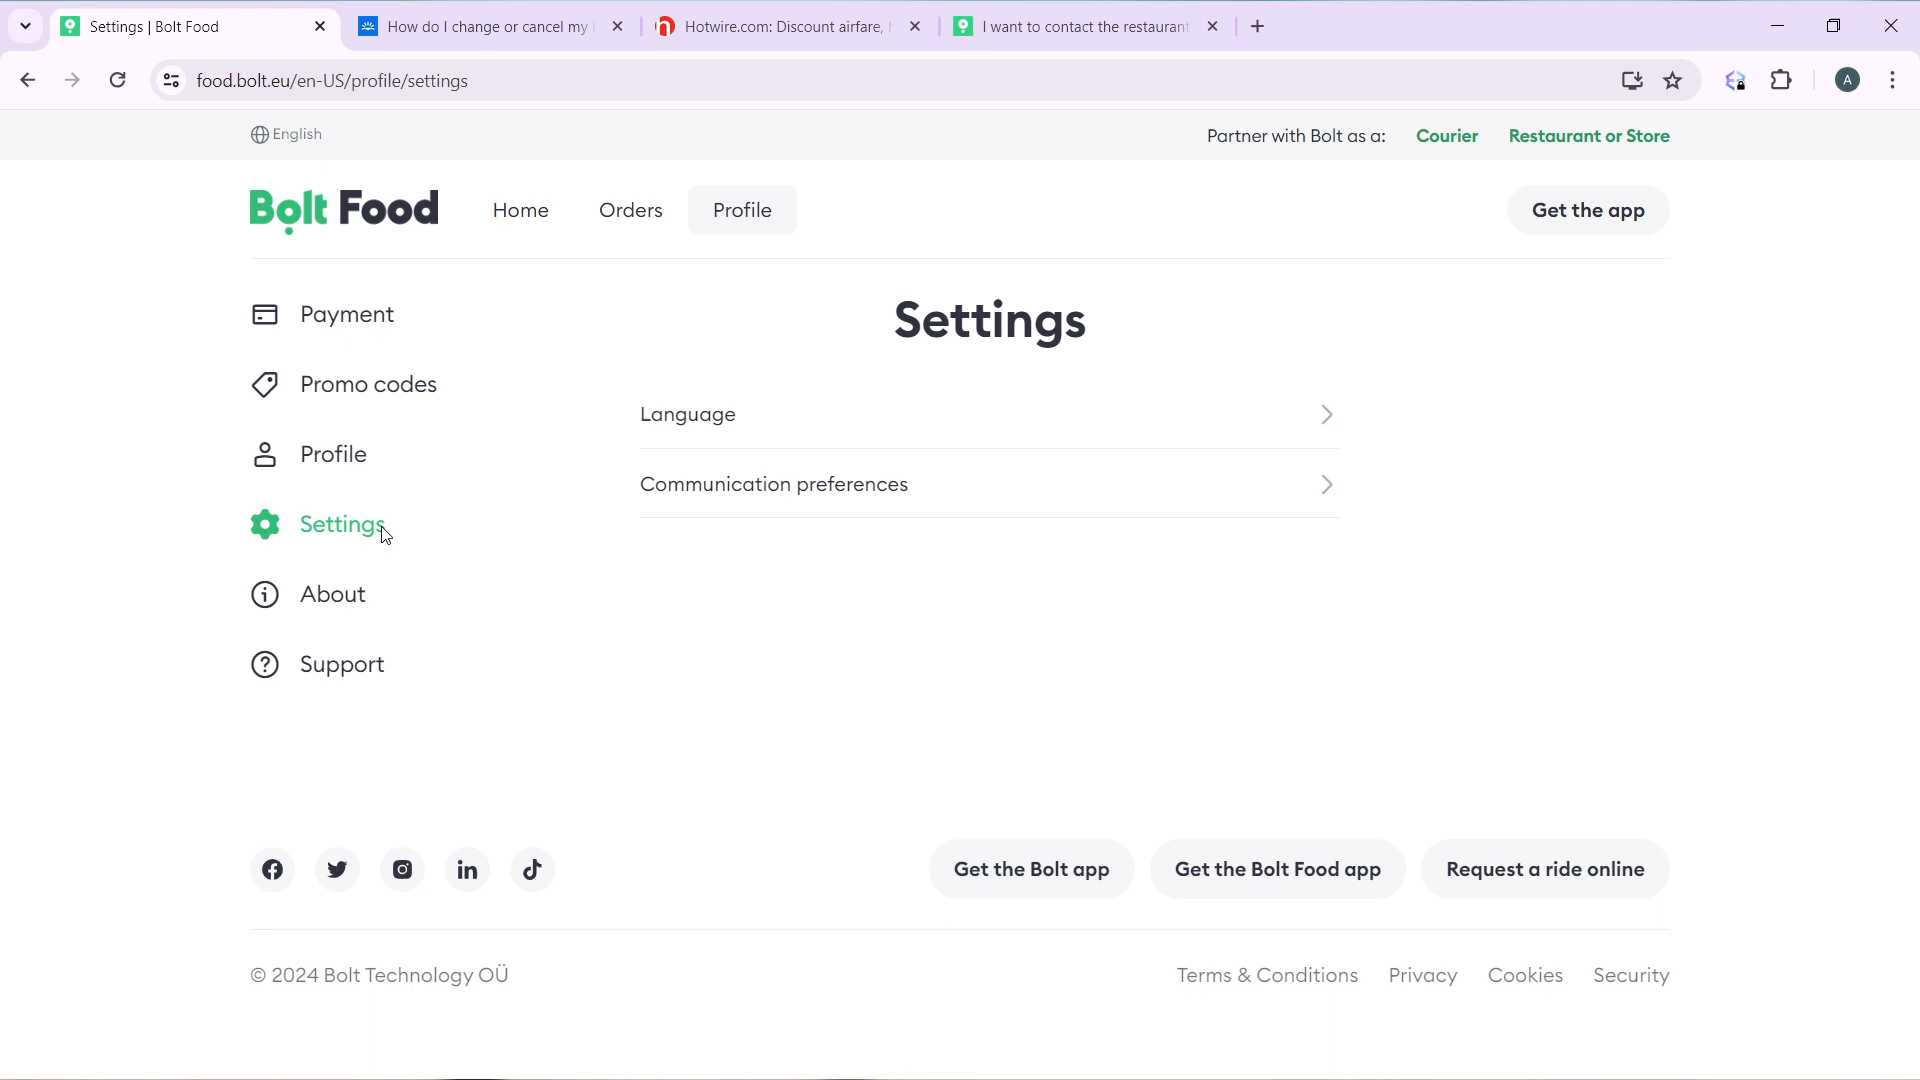 Settings | Bolt Food
How do I change or cancel my
Hotwire.com: Discount airfare,
I want to contact the restaurant
food.bolt.eu/en-US/profile/settings
A
English
Partner with Bolt as a:
Courier
Restaurant or Store
Bolt Food
Home
Orders
Profile
Get the app
Payment
Promo codes
Profile
Settings
About
Support
Settings
Language
Communication preferences
Get the Bolt app
Get the Bolt Food app
Request a ride online
© 2024 Bolt Technology OÜ
Terms & Conditions
Privacy
Cookies
Security